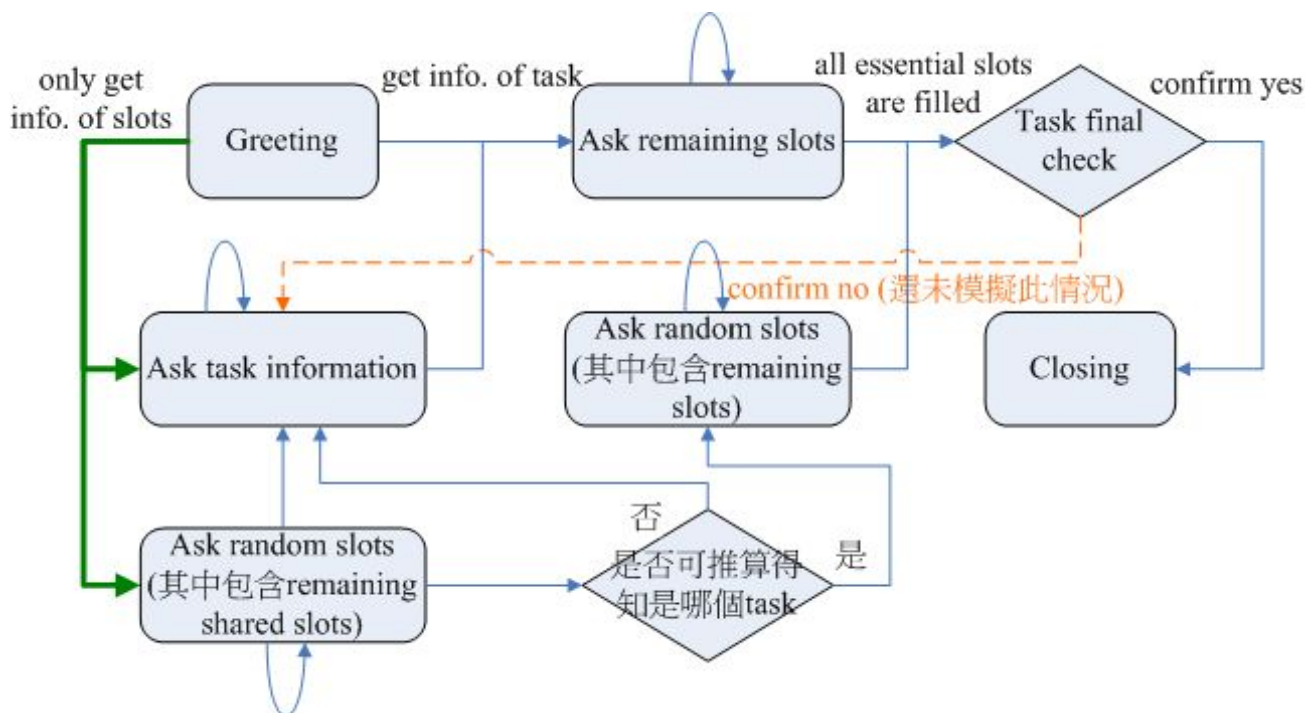 only get
info. of slots
Greeting
get info. of task
Ask remaining slots
all essential slots
are filled
Task final
check
confirm yes
confirm no (還未模擬此情況)
Ask task information
Ask random slots
(其中包含remaining
slots)
Closing
Ask random slots
(其中包含remaining
shared slots)
否
是否可推算得
知是哪個task
是